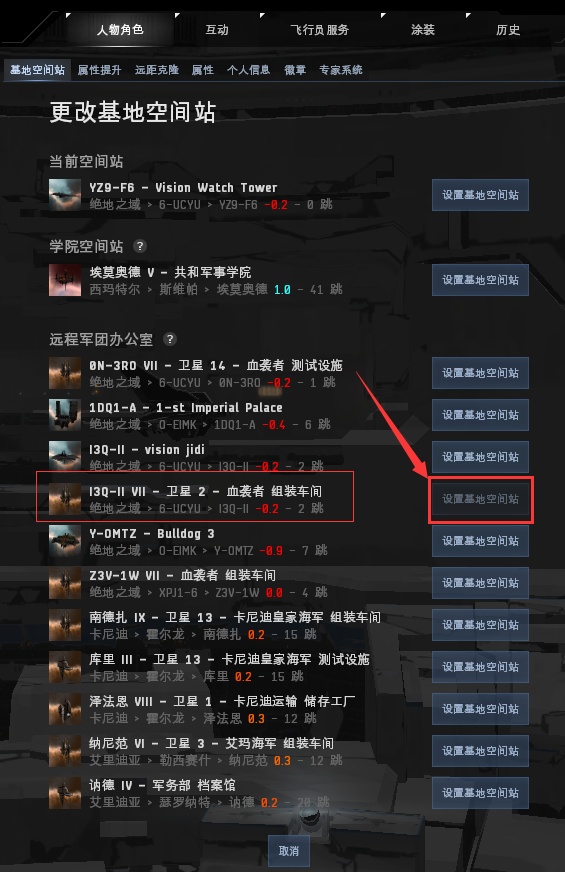 人物角色 互动 飞行员服务 涂装 历史
基地空间站 属性提升 远距克隆 属性 个人信息 徽章 专家系统
更改基地空间站
当前空间站
YZ9-F6 - Vision Watch Tower
绝地之域 > 6-UCYU > YZ9-F6 -0.2 - 0 跳
设置基地空间站
学院空间站 ?
埃莫奥德 V - 共和军事学院
西玛特尔 > 斯维帕 > 埃莫奥德 1.0 - 41 跳
设置基地空间站
远程军团办公室 ?
0N-3RO VII - 卫星 14 - 血袭者 测试设施
绝地之域 > 6-UCYU > 0N-3RO -0.2 - 1 跳
设置基地空间站
1DQ1-A - 1-st Imperial Palace
绝地之域 > O-EIMK > 1DQ1-A -0.4 - 6 跳
设置基地空间站
I3Q-II - vision jidi
绝地之域 > 6-UCYU > I3Q-II -0.2 - 2 跳
设置基地空间站
I3Q-II VII - 卫星 2 - 血袭者 组装车间
绝地之域 > 6-UCYU > I3Q-II -0.2 - 2 跳
设置基地空间站
Y-OMTZ - Bulldog 3
绝地之域 > O-EIMK > Y-OMTZ -0.9 - 7 跳
设置基地空间站
Z3V-1W VII - 血袭者 组装车间
绝地之域 > XPJ1-6 > Z3V-1W 0.0 - 4 跳
设置基地空间站
南德扎 IX - 卫星 13 - 卡尼迪皇家海军 组装车间
卡尼迪 > 霍尔龙 > 南德扎 0.2 - 15 跳
设置基地空间站
库里 III - 卫星 13 - 卡尼迪皇家海军 测试设施
卡尼迪 > 霍尔龙 > 库里 0.2 - 15 跳
设置基地空间站
泽法恩 VIII - 卫星 1 - 卡尼迪运输 储存工厂
卡尼迪 > 霍尔龙 > 泽法恩 0.3 - 12 跳
设置基地空间站
纳尼范 VI - 卫星 3 - 艾玛海军 组装车间
艾里迪亚 > 勒西赛什 > 纳尼范 0.3 - 12 跳
设置基地空间站
讷德 IV - 军务部 档案馆
艾里迪亚 > 瑟罗纳特 > 讷德 0.2 - 20 跳
设置基地空间站
取消